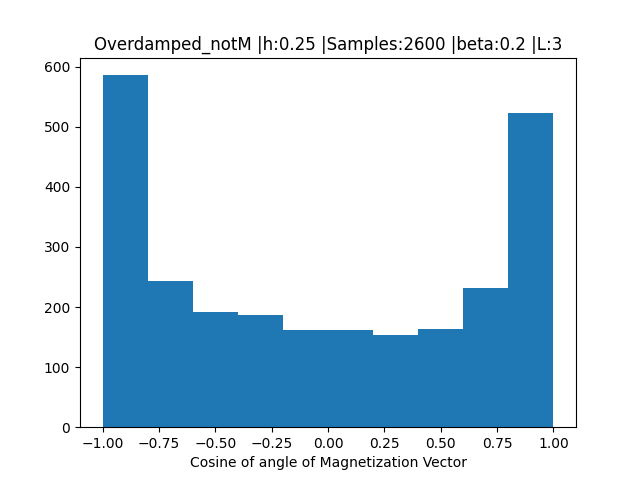 Overdamped_notM |h:0.25 |Samples:2600 |beta:0.2 |L:3
600
500
400
300
200
100
0
−1.00 −0.75 −0.50 −0.25 0.00 0.25 0.50 0.75 1.00
Cosine of angle of Magnetization Vector